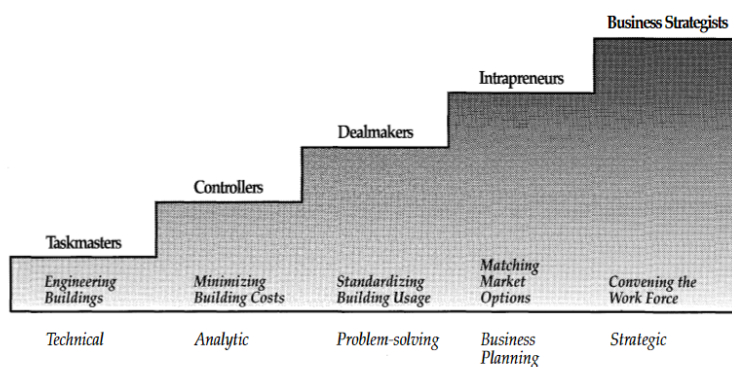 Business Strategists
Intrapreneurs
Dealmakers
Controllers
Taskmasters
Engineering
Buildings
Minimizing
Building Costs
Standardizing
Building Usage
Matching
Market
Options
Convening the
Work Force
Technical
Analytic
Problem-solving
Business
Planning
Strategic